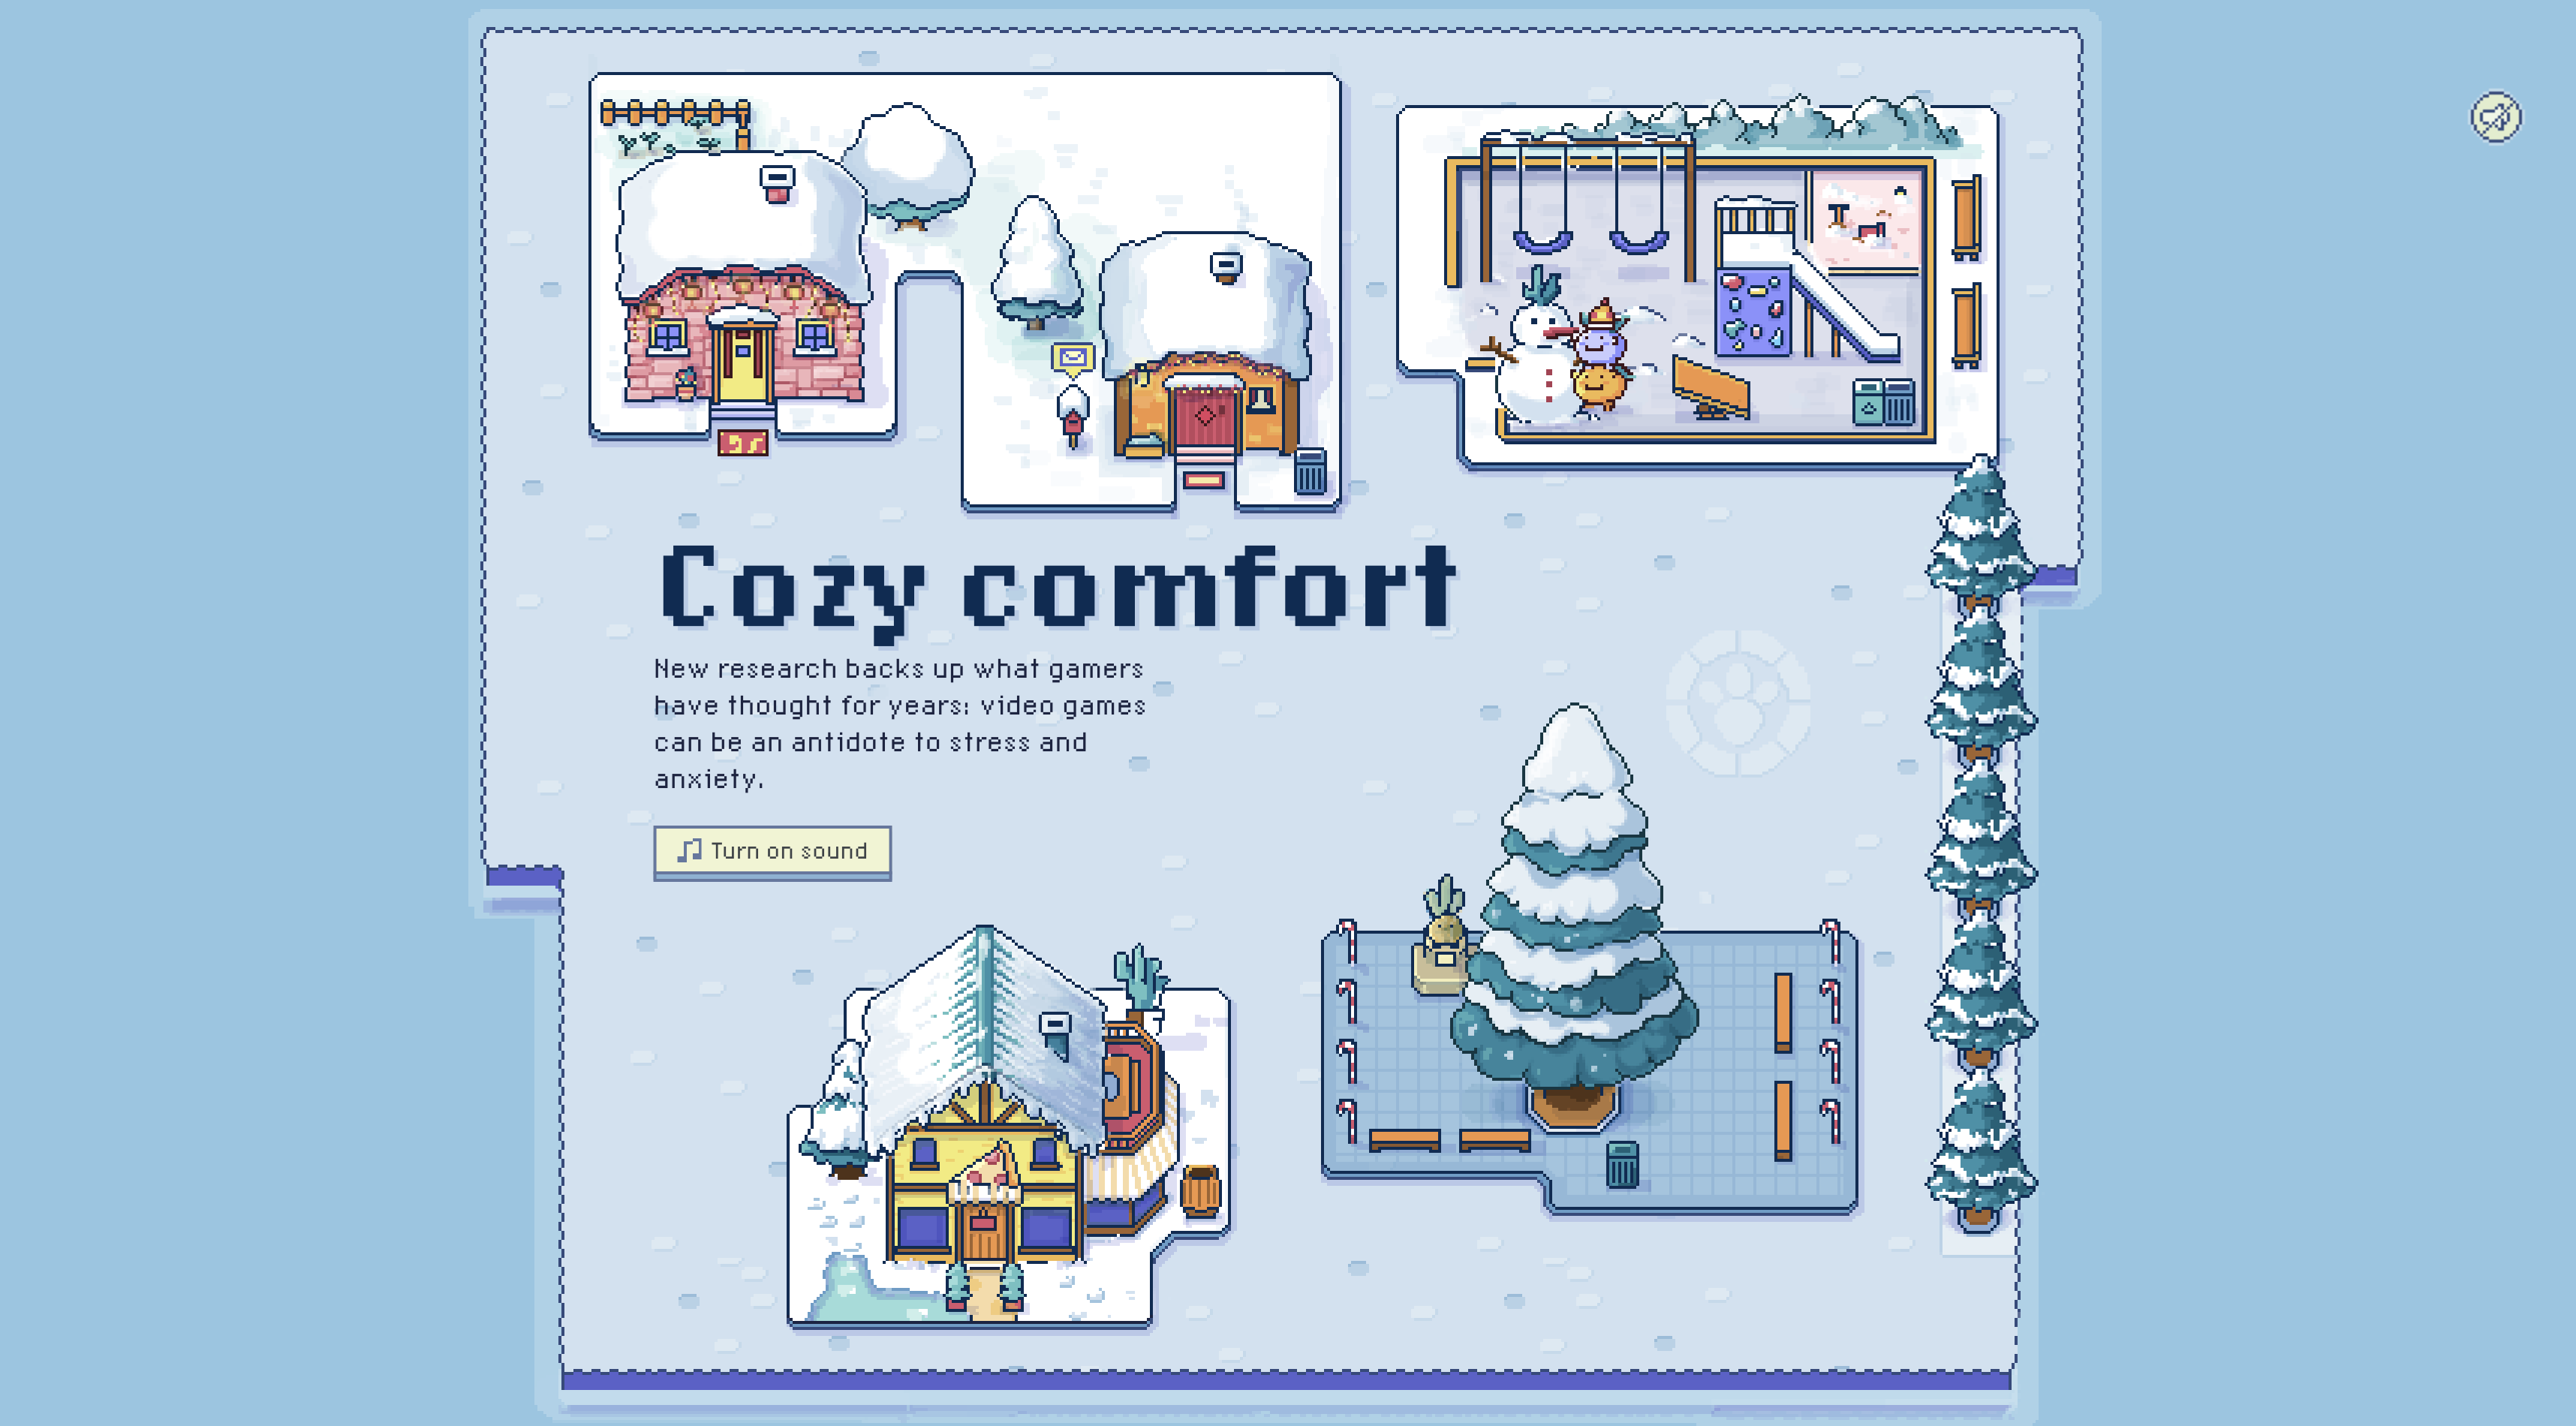 Cozy comfort
New research backs up what gamers
have thought for years: video games
can be an antidote to stress and
anxiety.
Turn on sound